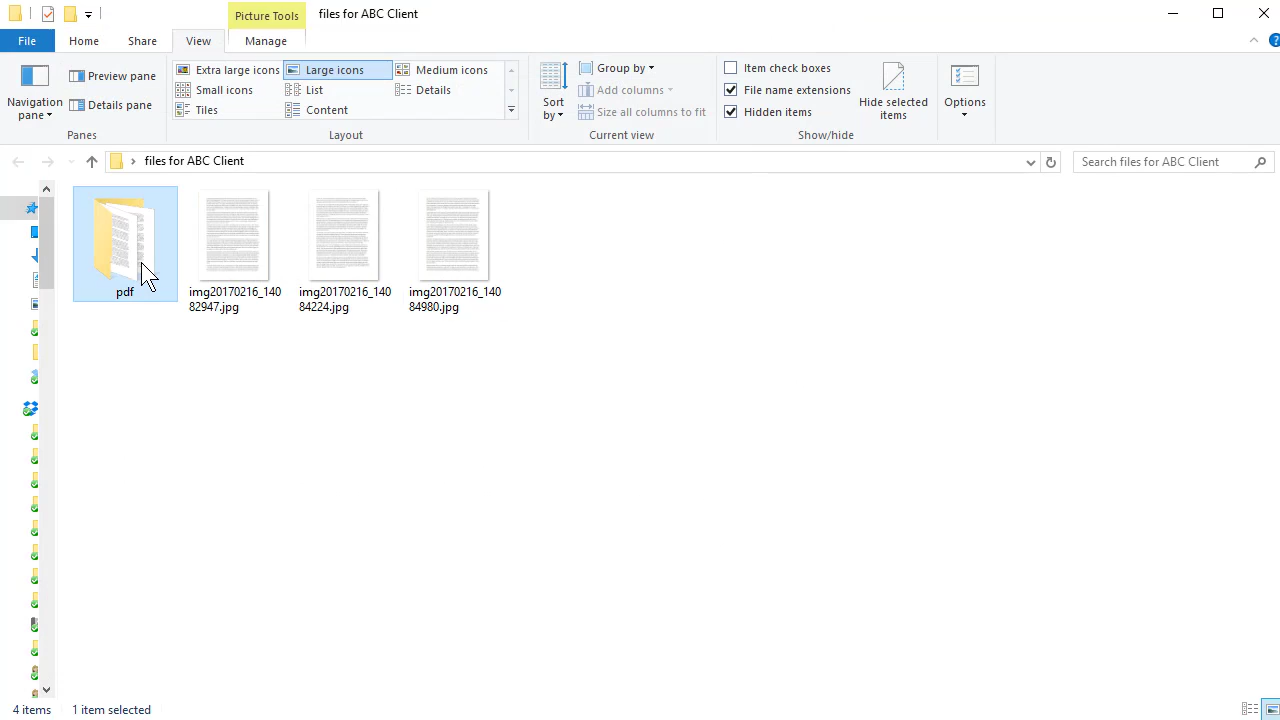 Picture Tools
files for ABC Client
File
Home
Share
View
Manage
?
Navigation
pane
Preview pane
Details pane
Panes
Extra large icons
Large icons
Medium icons
Small icons
List
Details
Tiles
Content
Layout
Sort
by
Group by
Add columns
Size all columns to fit
Current view
Item check boxes
File name extensions
Hidden items
Hide selected
items
Show/hide
Options
files for ABC Client
Search files for ABC Client
pdf
img20170216_140
82947.jpg
img20170216_140
84224.jpg
img20170216_140
84980.jpg
4 items
1 item selected